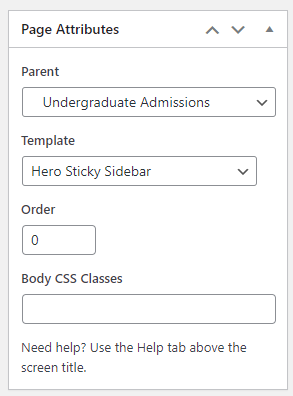 Page Attributes
Parent
Undergraduate Admissions
Template
Hero Sticky Sidebar
Order
0
Body CSS Classes
Need help? Use the Help tab above the
screen title.